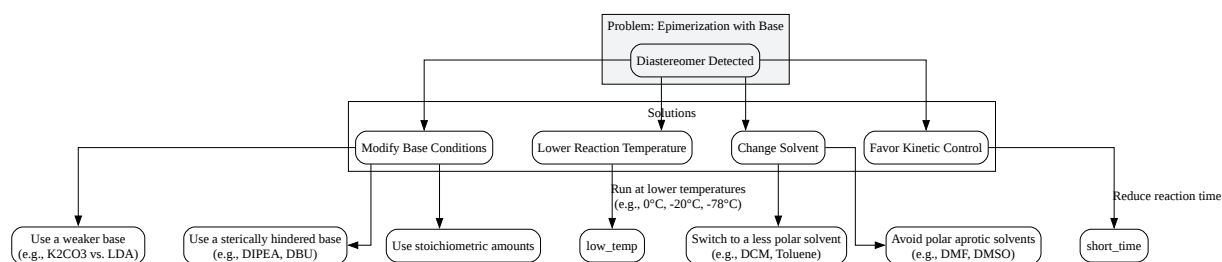 Problem: Epimerization with Base
Diastereomer Detected
Solutions
Modify Base Conditions
Lower Reaction Temperature
Change Solvent
Favor Kinetic Control
Run at lower temperatures
(e.g., 0°C, -20°C, -78°C)
Reduce reaction time
Use a weaker base
(e.g., K2CO3 vs. LDA)
Use a sterically hindered base
(e.g., DIPEA, DBU)
Use stoichiometric amounts
low_temp
Switch to a less polar solvent
(e.g., DCM, Toluene)
Avoid polar aprotic solvents
(e.g., DMF, DMSO)
short_time